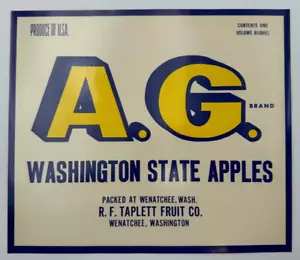 PRODUCE OF U.S.A.
CONTENTS ONE
VOLUME BUSHEL
A.G. BRAND
WASHINGTON STATE APPLES
PACKED AT WENATCHEE, WASH.
R. F. TAPLETT FRUIT CO.
WENATCHEE, WASHINGTON